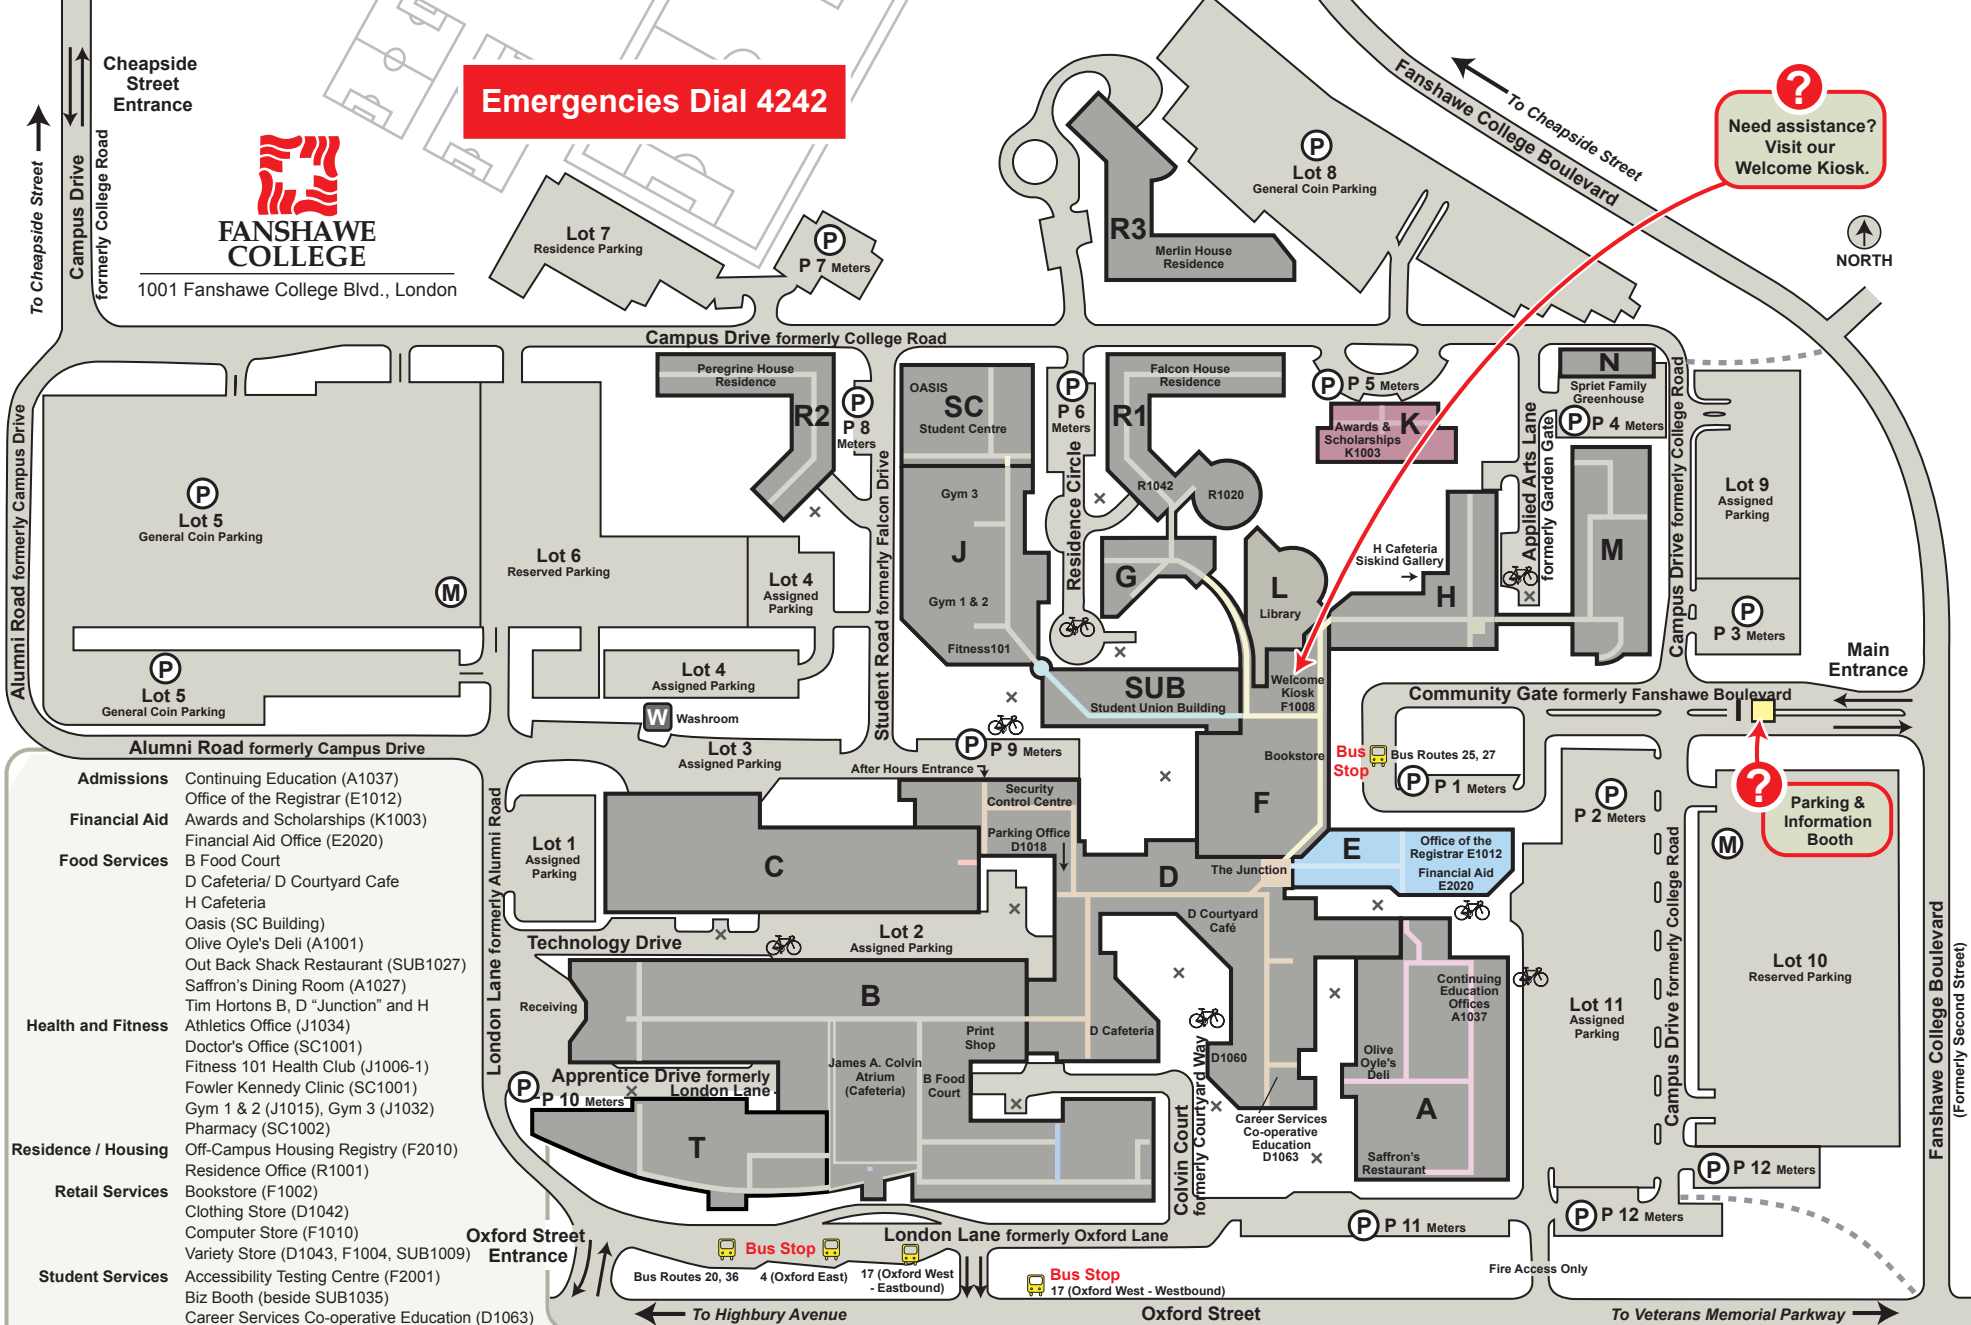 Cheapside
Street
Entrance
To Cheapside Street
Campus Drive
formerly College Road
FANSHAWE
COLLEGE
1001 Fanshawe College Blvd., London
Emergencies Dial 4242
Lot 7
Residence Parking
P
P 7 Meters
R3
Merlin House
Residence
P
Lot 8
General Coin Parking
To Cheapside Street
Fanshawe College Boulevard
?
Need assistance?
Visit our
Welcome Kiosk.
NORTH
Campus Drive formerly College Road
Alumni Road formerly Campus Drive
P
Lot 5
General Coin Parking
M
P
Lot 5
General Coin Parking
Lot 6
Reserved Parking
Lot 4
Assigned
Parking
Lot 4
Assigned Parking
W Washroom
Lot 3
Assigned Parking
Alumni Road formerly Campus Drive
Peregrine House
Residence
R2
P
P 8
Meters
Student Road formerly Falcon Drive
OASIS
SC
Student Centre
Gym 3
J
Gym 1 & 2
Fitness101
P
P 6
Meters
Residence Circle
Falcon House
Residence
R1
R1042
R1020
G
L
Library
P
P 5 Meters
Awards &
Scholarships
K1003
K
H Cafeteria
Siskind Gallery
H
Applied Arts Lane
formerly Garden Gate
N
Spriet Family
Greenhouse
P
P 4 Meters
M
Campus Drive formerly College Road
Lot 9
Assigned
Parking
P
P 3 Meters
Main
Entrance
Community Gate formerly Fanshawe Boulevard
SUB
Student Union Building
Welcome
Kiosk
F1008
Bookstore
F
Bus
Stop
Bus Routes 25, 27
P
P 1 Meters
P
P 2 Meters
?
Parking &
Information
Booth
M
P
P 9 Meters
After Hours Entrance
Security
Control Centre
Parking Office
D1018
Lot 1
Assigned
Parking
C
D
The Junction
E
Office of the
Registrar E1012
Financial Aid
E2020
London Lane formerly Alumni Road
Technology Drive
Lot 2
Assigned Parking
D Courtyard
Café
Receiving
B
Print
Shop
D Cafeteria
James A. Colvin
Atrium
(Cafeteria)
B Food
Court
D1060
Continuing
Education
Offices
A1037
Olive
Oyle's
Deli
A
Saffron's
Restaurant
Career Services
Co-operative
Education
D1063
Lot 11
Assigned
Parking
Campus Drive formerly College Road
Lot 10
Reserved Parking
Fanshawe College Boulevard
(Formerly Second Street)
P
P 10 Meters
Apprentice Drive formerly
London Lane
T
Colvin Court
formerly Courtyard Way
P
P 12 Meters
P
P 12 Meters
P
P 11 Meters
Fire Access Only
London Lane formerly Oxford Lane
Oxford Street
Entrance
Bus Stop
Bus Routes 20, 36
4 (Oxford East)
17 (Oxford West
- Eastbound)
Bus Stop
17 (Oxford West - Westbound)
To Highbury Avenue
Oxford Street
To Veterans Memorial Parkway
Admissions Continuing Education (A1037)
Office of the Registrar (E1012)
Financial Aid Awards and Scholarships (K1003)
Financial Aid Office (E2020)
Food Services B Food Court
D Cafeteria/ D Courtyard Cafe
H Cafeteria
Oasis (SC Building)
Olive Oyle's Deli (A1001)
Out Back Shack Restaurant (SUB1027)
Saffron's Dining Room (A1027)
Tim Hortons B, D “Junction” and H
Health and Fitness Athletics Office (J1034)
Doctor's Office (SC1001)
Fitness 101 Health Club (J1006-1)
Fowler Kennedy Clinic (SC1001)
Gym 1 & 2 (J1015), Gym 3 (J1032)
Pharmacy (SC1002)
Residence / Housing Off-Campus Housing Registry (F2010)
Residence Office (R1001)
Retail Services Bookstore (F1002)
Clothing Store (D1042)
Computer Store (F1010)
Variety Store (D1043, F1004, SUB1009)
Student Services Accessibility Testing Centre (F2001)
Biz Booth (beside SUB1035)
Career Services Co-operative Education (D1063)